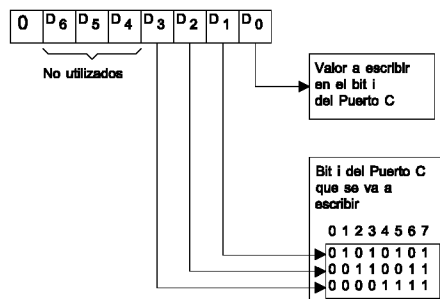 0 D6 D5 D4 D3 D2 D1 D0
No utilizados
Valor a escribir
en el bit i
del Puerto C
Bit i del Puerto C
que se va a
escribir
0 1 2 3 4 5 6 7
0 1 0 1 0 1 0 1
0 0 1 1 0 0 1 1
0 0 0 0 1 1 1 1